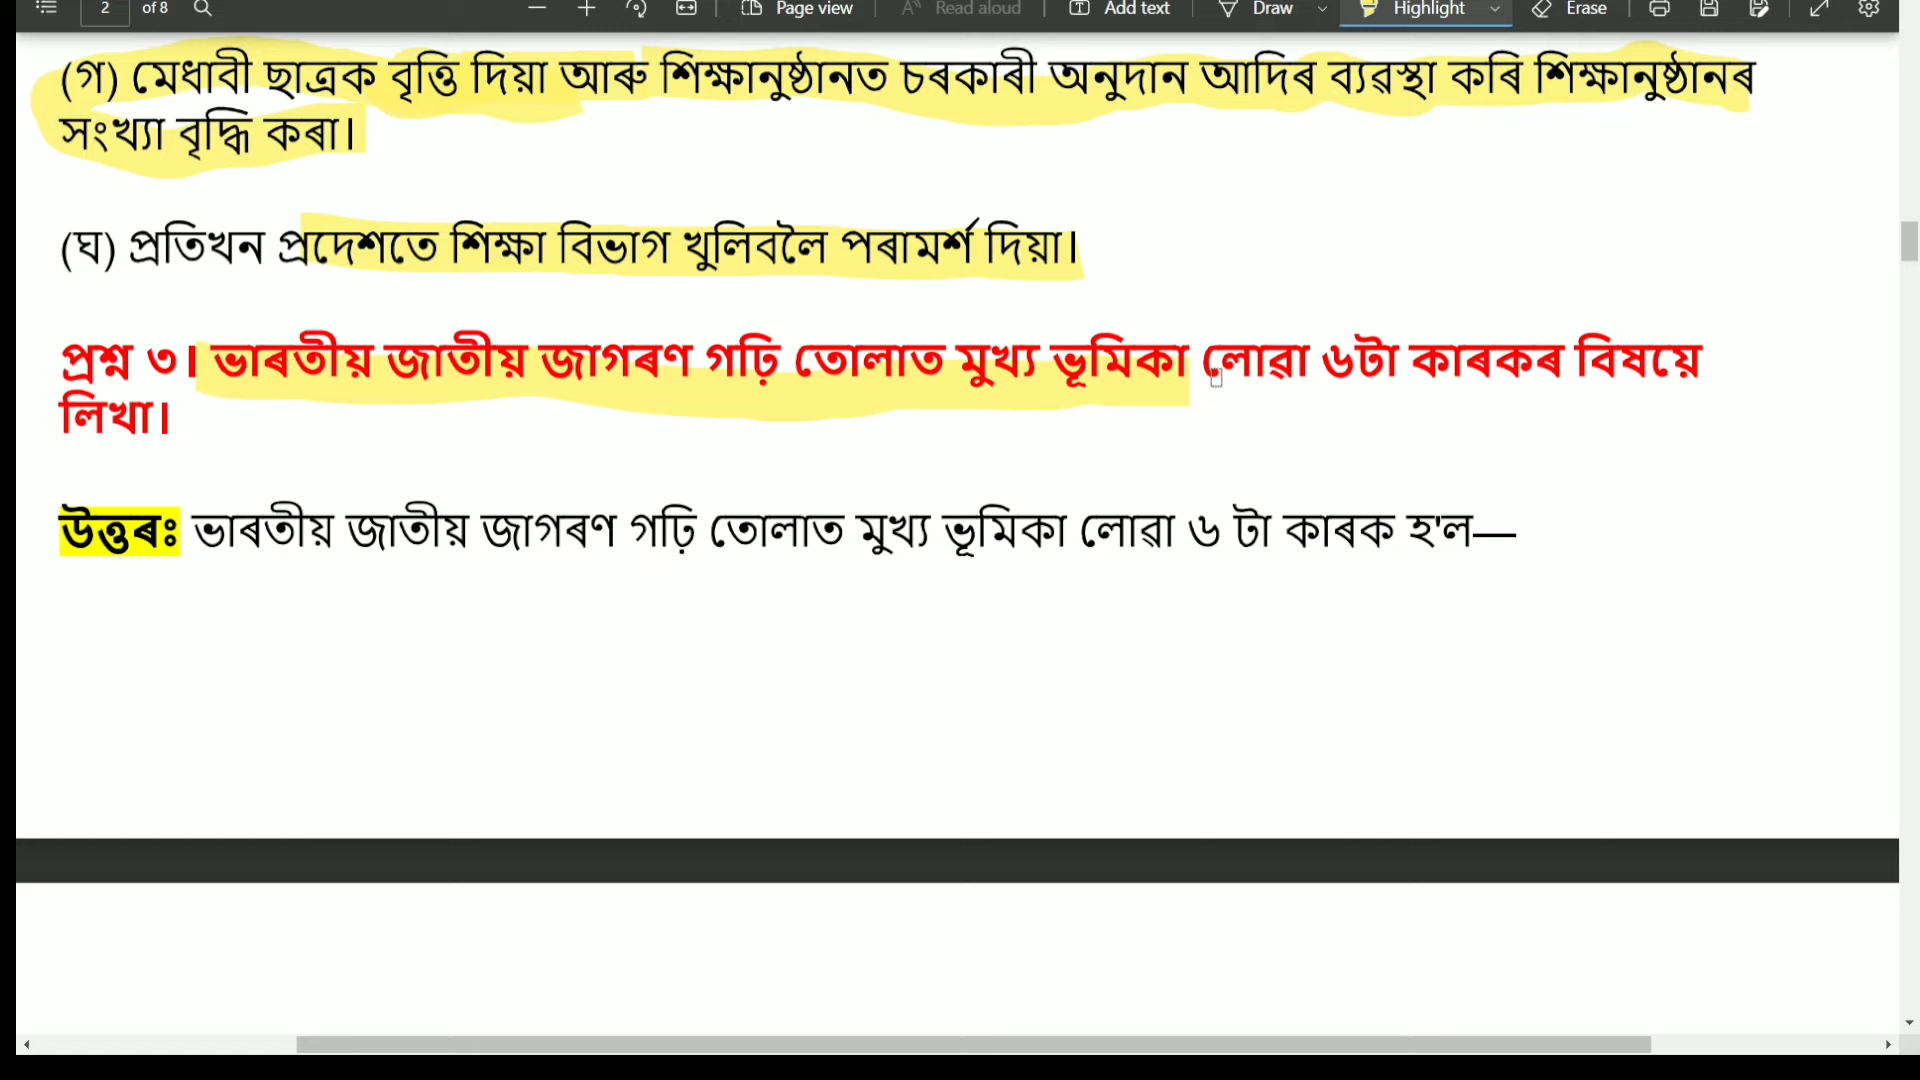 2 of 8 Page view Read aloud Add text Draw Highlight Erase
(গ) মেধাবী ছাত্ৰক বৃত্তি দিয়া আৰু শিক্ষানুষ্ঠানত চৰকাৰী অনুদান আদিৰ ব্যৱস্থা কৰি শিক্ষানুষ্ঠানৰ
সংখ্যা বৃদ্ধি কৰা।
(ঘ) প্ৰতিখন প্ৰদেশতে শিক্ষা বিভাগ খুলিবলৈ পৰামৰ্শ দিয়া।
প্ৰশ্ন ৩। ভাৰতীয় জাতীয় জাগৰণ গঢ়ি তোলাত মুখ্য ভূমিকা লোৱা ৬টা কাৰকৰ বিষয়ে
লিখা।
উত্তৰঃ ভাৰতীয় জাতীয় জাগৰণ গঢ়ি তোলাত মুখ্য ভূমিকা লোৱা ৬ টা কাৰক হ'ল—